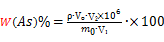 w(As)% = ρ·V₀·V₂×10⁶ / m₀·V₁ ×100